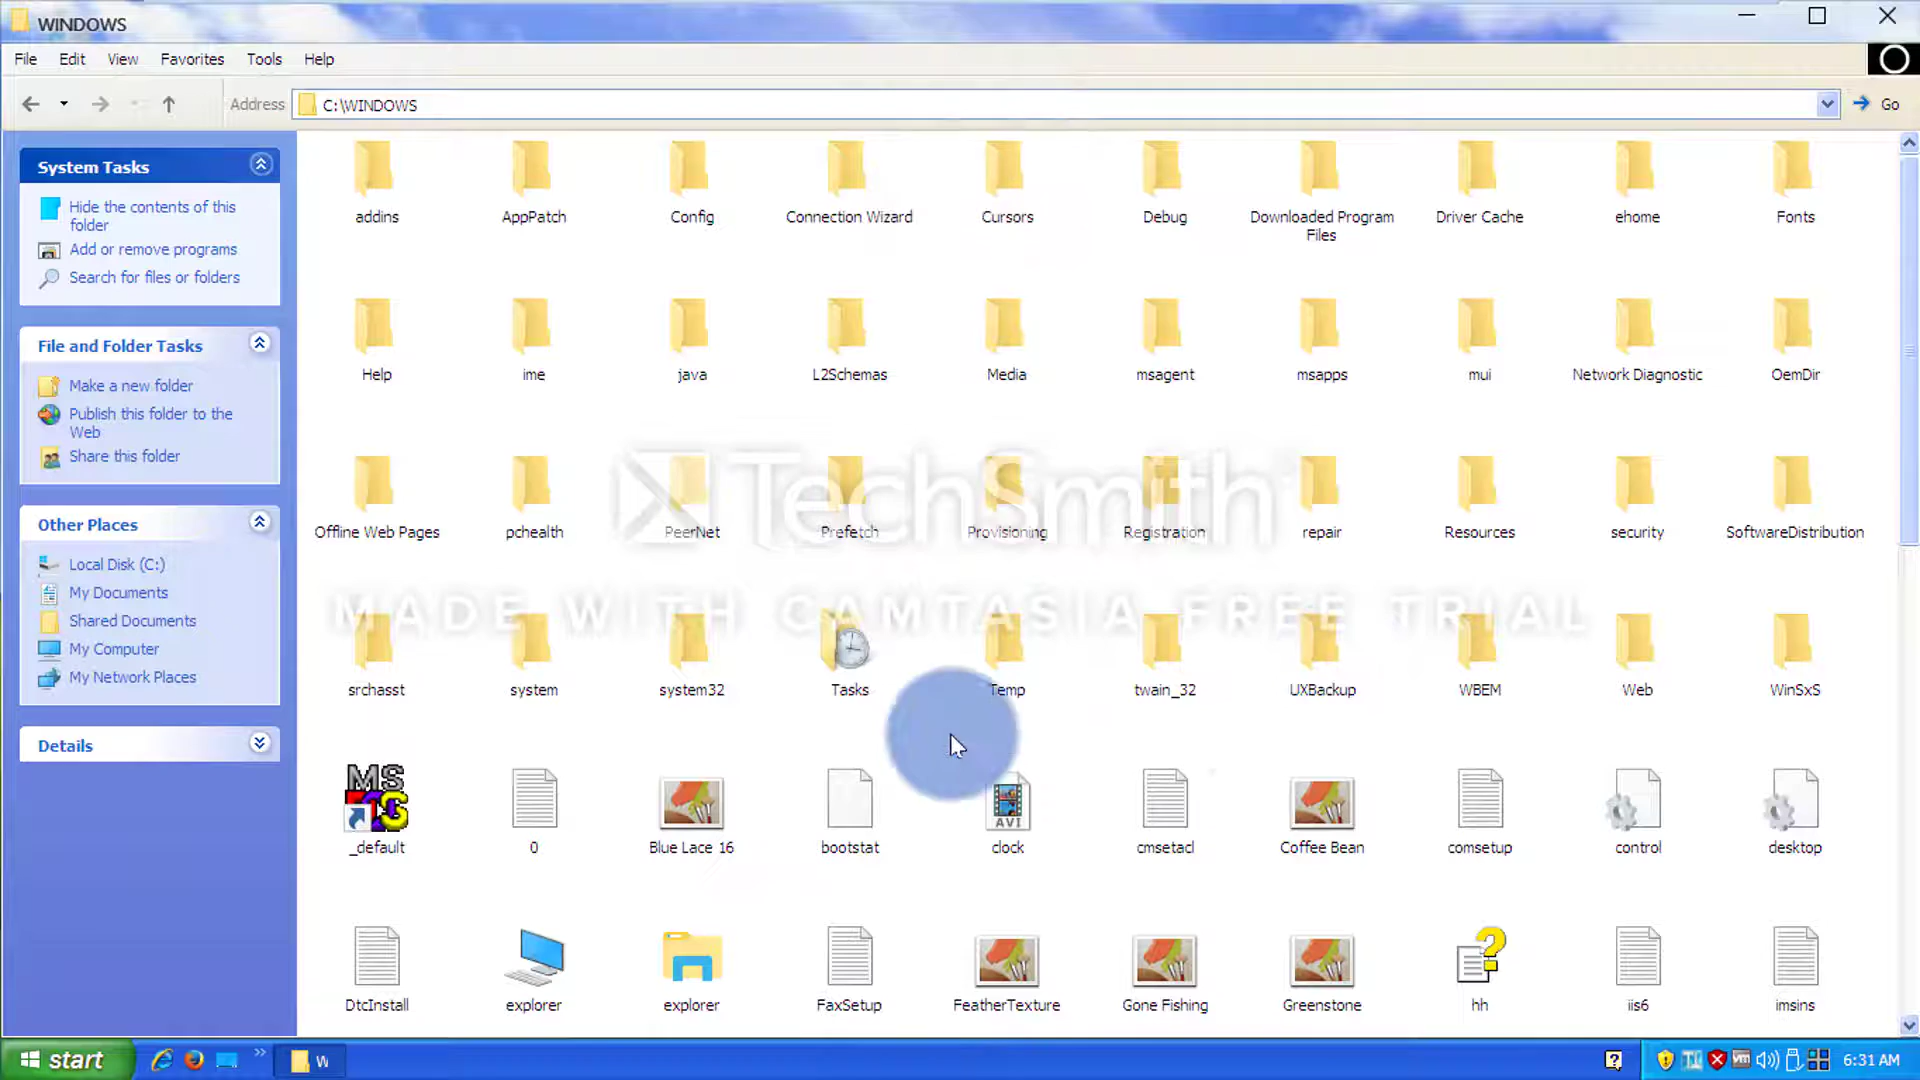 WINDOWS
File Edit View Favorites Tools Help
Address C:\WINDOWS Go
System Tasks
Hide the contents of this
folder
Add or remove programs
Search for files or folders
File and Folder Tasks
Make a new folder
Publish this folder to the
Web
Share this folder
Other Places
Local Disk (C:)
My Documents
Shared Documents
My Computer
My Network Places
Details
addins AppPatch Config Connection Wizard Cursors Debug Downloaded Program Driver Cache ehome Fonts
Files
Help ime java L2Schemas Media msagent msapps mui Network Diagnostic OemDir
TechSmith
Offline Web Pages pchealth PeerNet Prefetch Provisioning Registration repair Resources security SoftwareDistribution
MADE WITH CAMTASIA FREE TRIAL
srchasst system system32 Tasks Temp twain_32 UXBackup WBEM Web WinSxS
MS
AVI
_default 0 Blue Lace 16 bootstat clock cmsetacl Coffee Bean comsetup control desktop
DtcInstall explorer explorer FaxSetup FeatherTexture Gone Fishing Greenstone hh iis6 imsins
start W 6:31 AM